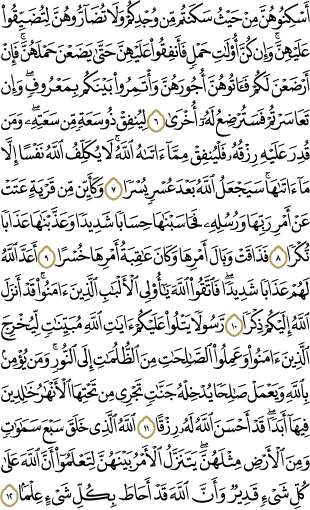 أَسْكِنُوهُنَّ مِنْ حَيْثُ سَكَنتُم مِّن وُجْدِكُمْ وَلَا تُضَآرُّوهُنَّ لِتُضَيِّقُوا۟
عَلَيْهِنَّ ۚ وَإِن كُنَّ أُو۟لَٰتِ حَمْلٍ فَأَنفِقُوا۟ عَلَيْهِنَّ حَتَّىٰ يَضَعْنَ حَمْلَهُنَّ ۚ فَإِنْ
أَرْضَعْنَ لَكُمْ فَـَٔاتُوهُنَّ أُجُورَهُنَّ ۖ وَأْتَمِرُوا۟ بَيْنَكُم بِمَعْرُوفٍ ۖ وَإِن
تَعَاسَرْتُمْ فَسَتُرْضِعُ لَهُۥٓ أُخْرَىٰ ﴿٦﴾ لِيُنفِقْ ذُو سَعَةٍ مِّن سَعَتِهِۦ ۖ وَمَن
قُدِرَ عَلَيْهِ رِزْقُهُۥ فَلْيُنفِقْ مِمَّآ ءَاتَىٰهُ ٱللَّهُ ۚ لَا يُكَلِّفُ ٱللَّهُ نَفْسًا إِلَّا
مَآ ءَاتَىٰهَا ۚ سَيَجْعَلُ ٱللَّهُ بَعْدَ عُسْرٍ يُسْرًا ﴿٧﴾ وَكَأَيِّن مِّن قَرْيَةٍ عَتَتْ
عَنْ أَمْرِ رَبِّهَا وَرُسُلِهِۦ فَحَاسَبْنَٰهَا حِسَابًا شَدِيدًا وَعَذَّبْنَٰهَا عَذَابًا
نُّكْرًا ﴿٨﴾ فَذَاقَتْ وَبَالَ أَمْرِهَا وَكَانَ عَٰقِبَةُ أَمْرِهَا خُسْرًا ﴿٩﴾ أَعَدَّ ٱللَّهُ
لَهُمْ عَذَابًا شَدِيدًا ۖ فَٱتَّقُوا۟ ٱللَّهَ يَٰٓأُو۟لِى ٱلْأَلْبَٰبِ ٱلَّذِينَ ءَامَنُوا۟ ۚ قَدْ أَنزَلَ
ٱللَّهُ إِلَيْكُمْ ذِكْرًا ﴿١٠﴾ رَّسُولًا يَتْلُوا۟ عَلَيْكُمْ ءَايَٰتِ ٱللَّهِ مُبَيِّنَٰتٍ لِّيُخْرِجَ
ٱلَّذِينَ ءَامَنُوا۟ وَعَمِلُوا۟ ٱلصَّٰلِحَٰتِ مِنَ ٱلظُّلُمَٰتِ إِلَى ٱلنُّورِ ۚ وَمَن يُؤْمِنۢ
بِٱللَّهِ وَيَعْمَلْ صَٰلِحًا يُدْخِلْهُ جَنَّٰتٍ تَجْرِى مِن تَحْتِهَا ٱلْأَنْهَٰرُ خَٰلِدِينَ
فِيهَآ أَبَدًا ۖ قَدْ أَحْسَنَ ٱللَّهُ لَهُۥ رِزْقًا ﴿١١﴾ ٱللَّهُ ٱلَّذِى خَلَقَ سَبْعَ سَمَٰوَٰتٍ
وَمِنَ ٱلْأَرْضِ مِثْلَهُنَّ يَتَنَزَّلُ ٱلْأَمْرُ بَيْنَهُنَّ لِتَعْلَمُوٓا۟ أَنَّ ٱللَّهَ عَلَىٰ
كُلِّ شَىْءٍ قَدِيرٌ وَأَنَّ ٱللَّهَ قَدْ أَحَاطَ بِكُلِّ شَىْءٍ عِلْمًۢا ﴿١٢﴾